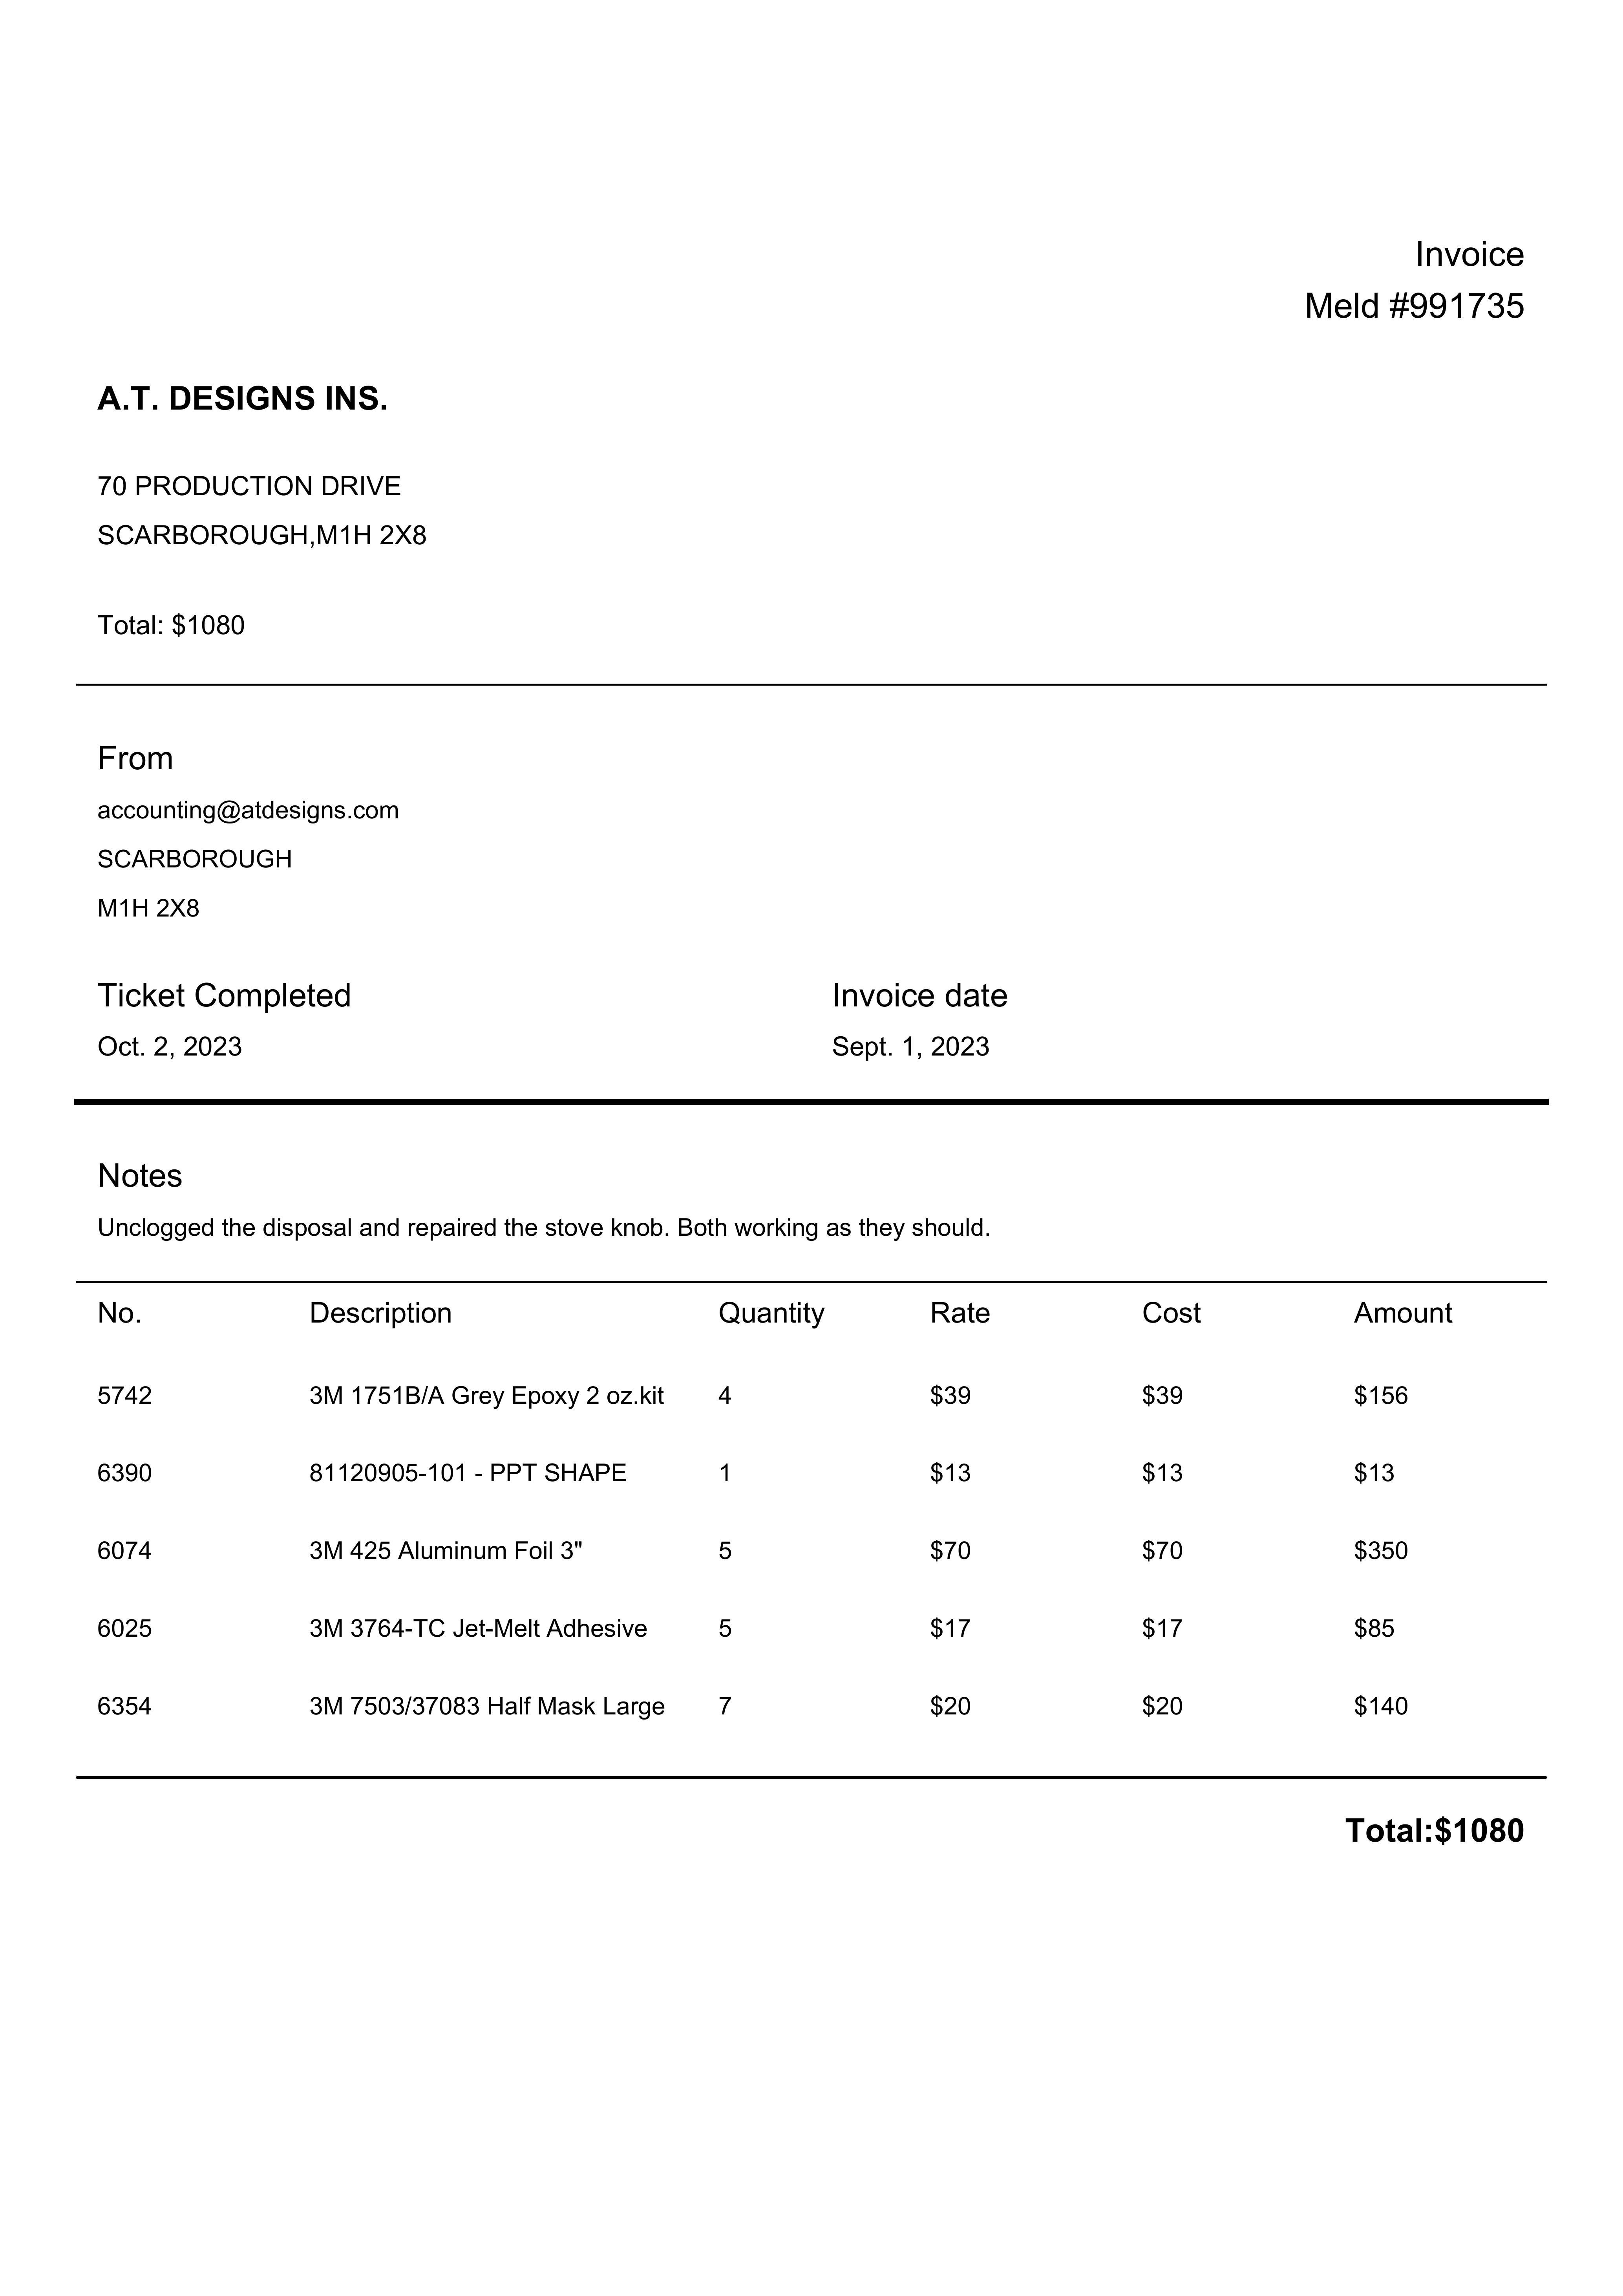 Invoice
Meld #991735
A.T. DESIGNS INS.
70 PRODUCTION DRIVE
SCARBOROUGH,M1H 2X8
Total: $1080
From
accounting@atdesigns.com
SCARBOROUGH
M1H 2X8
Ticket Completed Invoice date
Oct. 2, 2023 Sept. 1, 2023
Notes
Unclogged the disposal and repaired the stove knob. Both working as they should.
No. Description Quantity Rate Cost Amount
5742 3M 1751B/A Grey Epoxy 2 oz.kit 4 $39 $39 $156
6390 81120905-101 - PPT SHAPE 1 $13 $13 $13
6074 3M 425 Aluminum Foil 3" 5 $70 $70 $350
6025 3M 3764-TC Jet-Melt Adhesive 5 $17 $17 $85
6354 3M 7503/37083 Half Mask Large 7 $20 $20 $140
Total:$1080